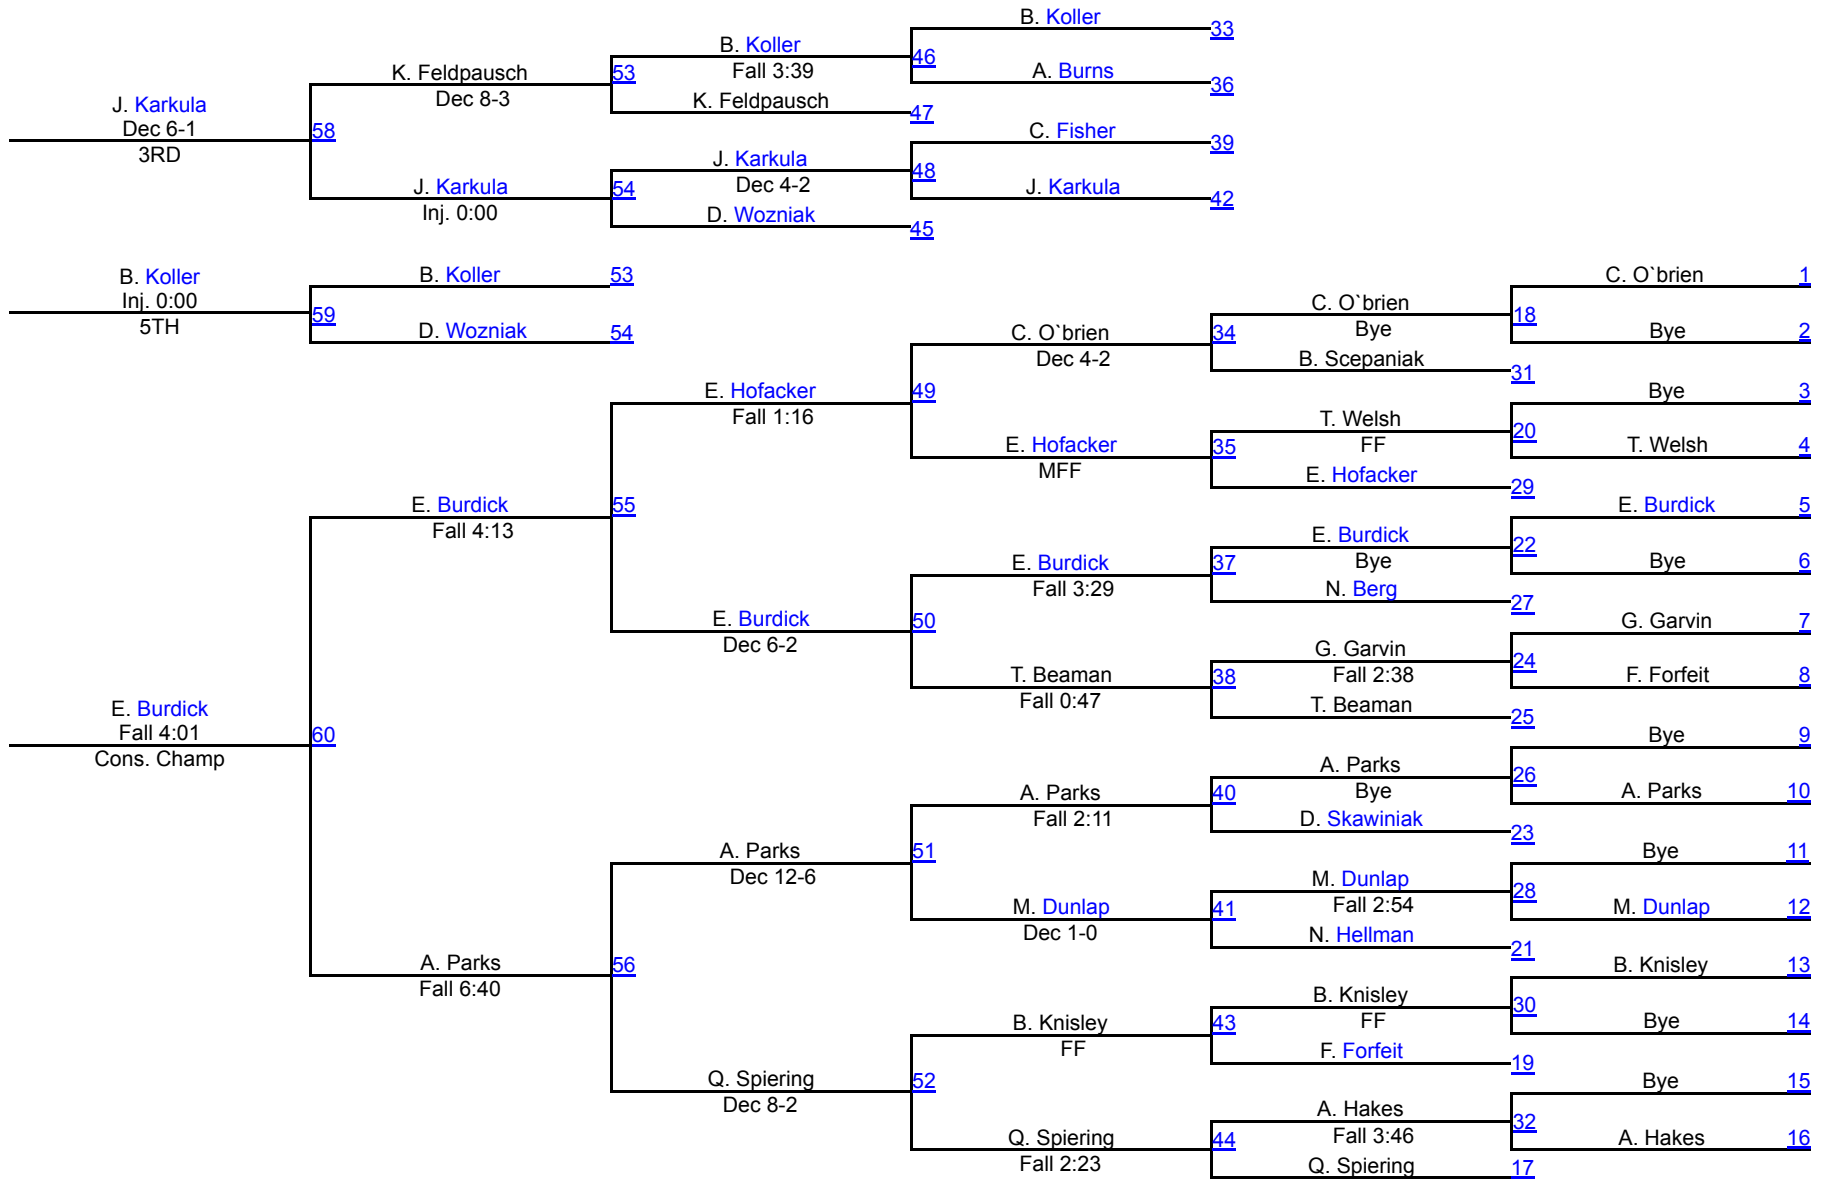 B. Koller 33
B. Koller 46
Fall 3:39
A. Burns 36
K. Feldpausch 53
Dec 8-3
K. Feldpausch 47
J. Karkula 58
Dec 6-1
3RD
C. Fisher 39
J. Karkula 48
Dec 4-2
J. Karkula 42
J. Karkula 54
Inj. 0:00
D. Wozniak 45
B. Koller 59
Inj. 0:00
5TH
B. Koller 53
D. Wozniak 54
C. O`brien 1
C. O`brien 18
Bye
Bye 2
C. O`brien 34
Dec 4-2
B. Scepaniak 31
E. Hofacker 49
Fall 1:16
Bye 3
T. Welsh 20
FF
T. Welsh 4
E. Hofacker 35
MFF
E. Hofacker 29
E. Burdick 55
Fall 4:13
E. Burdick 5
E. Burdick 22
Bye
Bye 6
E. Burdick 37
Fall 3:29
N. Berg 27
E. Burdick 50
Dec 6-2
G. Garvin 7
G. Garvin 24
Fall 2:38
F. Forfeit 8
T. Beaman 38
Fall 0:47
T. Beaman 25
E. Burdick 60
Fall 4:01
Cons. Champ
Bye 9
A. Parks 26
Bye
A. Parks 10
A. Parks 40
Fall 2:11
D. Skawiniak 23
A. Parks 51
Dec 12-6
Bye 11
M. Dunlap 28
Fall 2:54
M. Dunlap 12
M. Dunlap 41
Dec 1-0
N. Hellman 21
A. Parks 56
Fall 6:40
B. Knisley 13
B. Knisley 30
FF
Bye 14
B. Knisley 43
FF
F. Forfeit 19
Q. Spiering 52
Dec 8-2
Bye 15
A. Hakes 32
Fall 3:46
A. Hakes 16
Q. Spiering 44
Fall 2:23
Q. Spiering 17